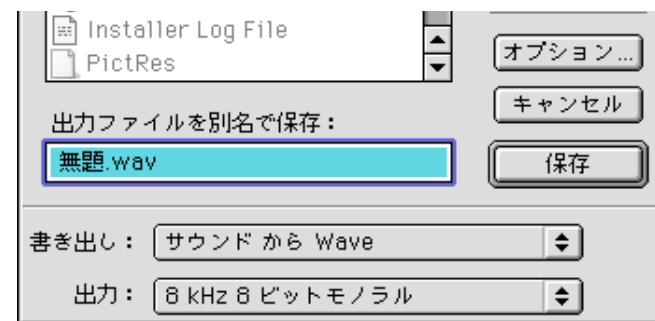 Installer Log File
PictRes
オプション...
キャンセル
出力ファイルを別名で保存：
無題.wav
保存
書き出し： サウンド から Wave
出力： 8 kHz 8 ビットモノラル